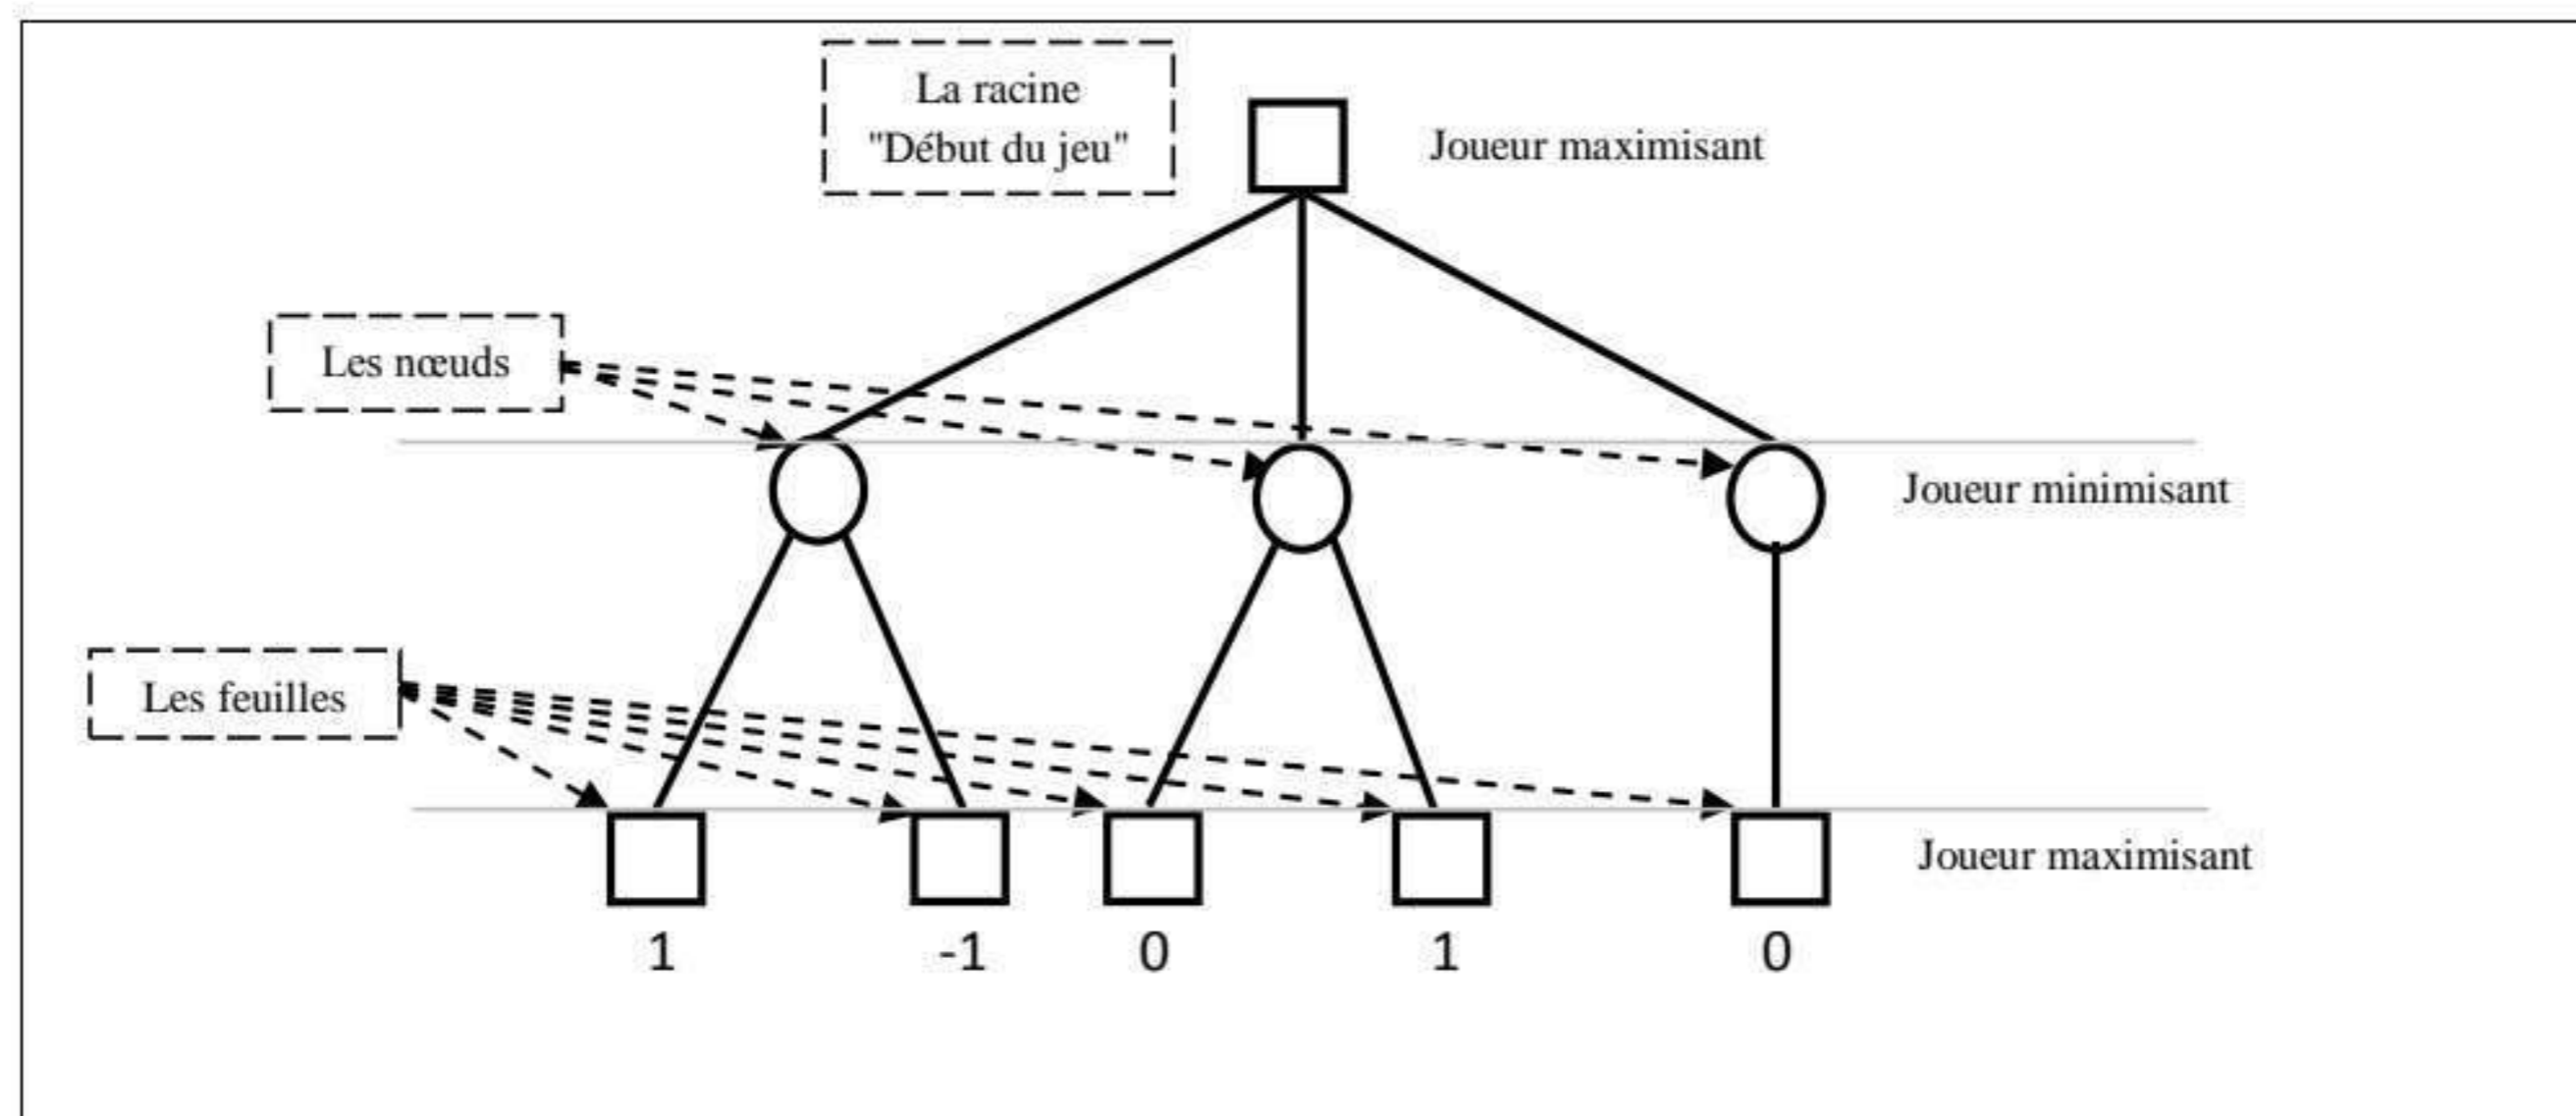 La racine
"Début du jeu"
Joueur maximisant
Les nœuds
Joueur minimisant
Les feuilles
Joueur maximisant
1 -1 0 1 0